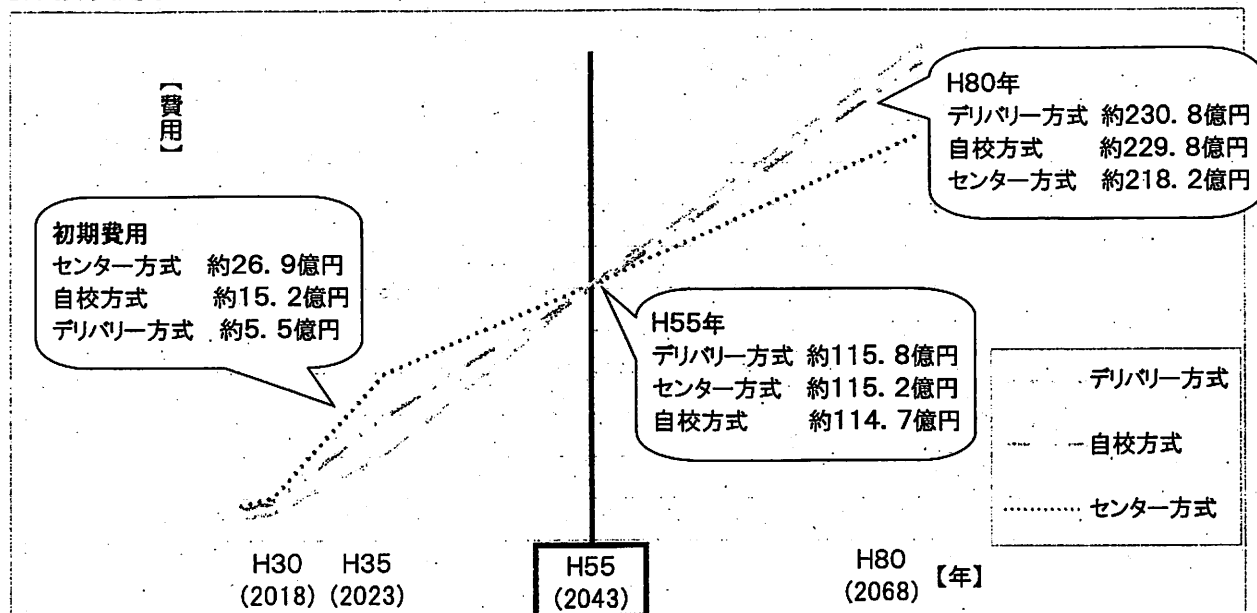 【費用】
初期費用
センター方式 約26.9億円
自校方式 約15.2億円
デリバリー方式 約5.5億円
H80年
デリバリー方式 約230.8億円
自校方式 約229.8億円
センター方式 約218.2億円
H55年
デリバリー方式 約115.8億円
センター方式 約115.2億円
自校方式 約114.7億円
デリバリー方式
自校方式
センター方式
H30 H35 H55 H80
(2018) (2023) (2043) (2068) 【年】